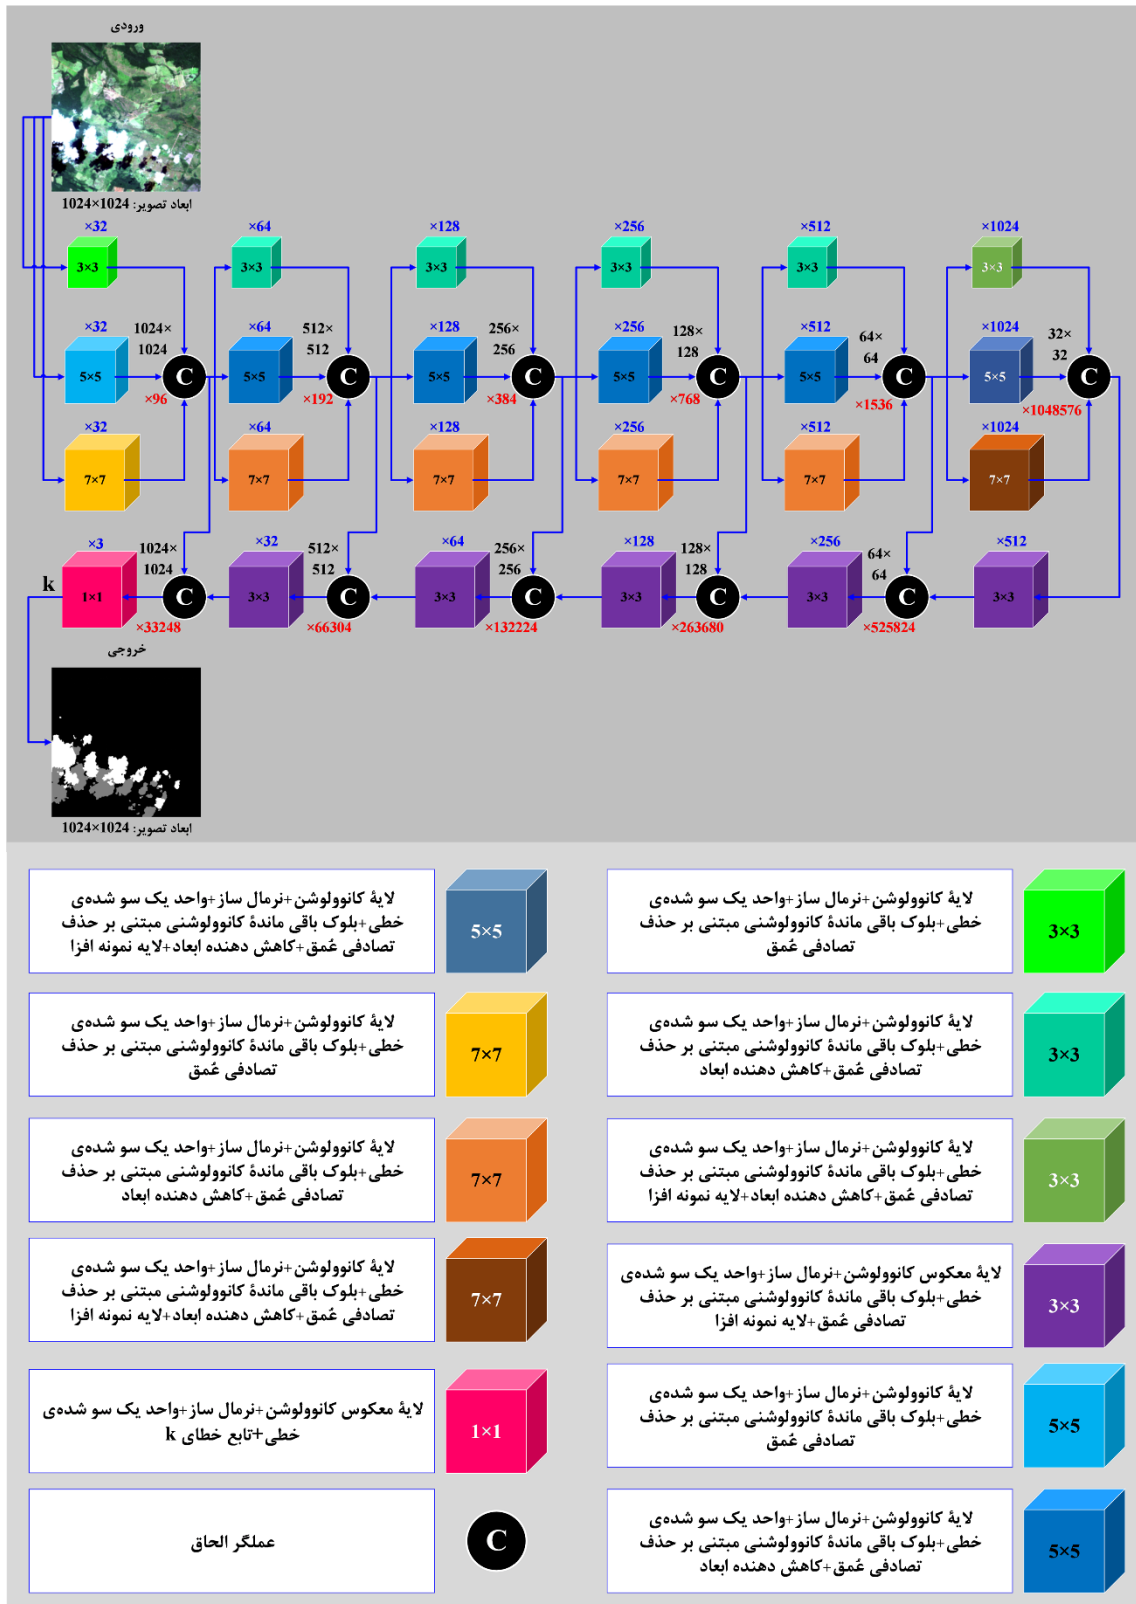 ورودی
ابعاد تصویر: 1024×1024
×32
×64
×128
×256
×512
×1024
3×3
3×3
3×3
3×3
3×3
3×3
×32
1024×
1024
×64
512×
512
×128
256×
256
×256
128×
128
×512
64×
64
×1024
32×
32
5×5
C
5×5
C
5×5
C
5×5
C
5×5
C
5×5
C
×96
×192
×384
×768
×1536
×1048576
×32
×64
×128
×256
×512
×1024
7×7
7×7
7×7
7×7
7×7
7×7
×3
1024×
1024
×32
512×
512
×64
256×
256
×128
128×
128
×256
64×
64
×512
k
1×1
C
3×3
C
3×3
C
3×3
C
3×3
C
3×3
×33248
×66304
×132224
×263680
×525824
خروجی
ابعاد تصویر: 1024×1024
3×3
لایهٔ کانوولوشن+نرمال ساز+واحد یک سو شده‌ی
خطی+بلوک باقی ماندهٔ کانوولوشنی مبتنی بر حذف
تصادفی عُمق
3×3
لایهٔ کانوولوشن+نرمال ساز+واحد یک سو شده‌ی
خطی+بلوک باقی ماندهٔ کانوولوشنی مبتنی بر حذف
تصادفی عُمق+کاهش دهنده ابعاد
3×3
لایهٔ کانوولوشن+نرمال ساز+واحد یک سو شده‌ی
خطی+بلوک باقی ماندهٔ کانوولوشنی مبتنی بر حذف
تصادفی عُمق+کاهش دهنده ابعاد+لایه نمونه افزا
3×3
لایهٔ معکوس کانوولوشن+نرمال ساز+واحد یک سو شده‌ی
خطی+بلوک باقی ماندهٔ کانوولوشنی مبتنی بر حذف
تصادفی عُمق+لایه نمونه افزا
5×5
لایهٔ کانوولوشن+نرمال ساز+واحد یک سو شده‌ی
خطی+بلوک باقی ماندهٔ کانوولوشنی مبتنی بر حذف
تصادفی عُمق
5×5
لایهٔ کانوولوشن+نرمال ساز+واحد یک سو شده‌ی
خطی+بلوک باقی ماندهٔ کانوولوشنی مبتنی بر حذف
تصادفی عُمق+کاهش دهنده ابعاد
5×5
لایهٔ کانوولوشن+نرمال ساز+واحد یک سو شده‌ی
خطی+بلوک باقی ماندهٔ کانوولوشنی مبتنی بر حذف
تصادفی عُمق+کاهش دهنده ابعاد+لایه نمونه افزا
7×7
لایهٔ کانوولوشن+نرمال ساز+واحد یک سو شده‌ی
خطی+بلوک باقی ماندهٔ کانوولوشنی مبتنی بر حذف
تصادفی عُمق
7×7
لایهٔ کانوولوشن+نرمال ساز+واحد یک سو شده‌ی
خطی+بلوک باقی ماندهٔ کانوولوشنی مبتنی بر حذف
تصادفی عُمق+کاهش دهنده ابعاد
7×7
لایهٔ کانوولوشن+نرمال ساز+واحد یک سو شده‌ی
خطی+بلوک باقی ماندهٔ کانوولوشنی مبتنی بر حذف
تصادفی عُمق+کاهش دهنده ابعاد+لایه نمونه افزا
1×1
لایهٔ معکوس کانوولوشن+نرمال ساز+واحد یک سو شده‌ی
خطی+تابع خطای k
C
عملگر الحاق